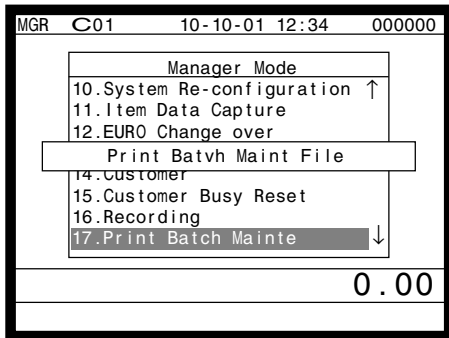 MGR C01 10-10-01 12:34 000000
Manager Mode
10.System Re-configuration ↑
11.Item Data Capture
12.EURO Change over
Print Batvh Maint File
14.Customer
15.Customer Busy Reset
16.Recording
17.Print Batch Mainte ↓
0.00